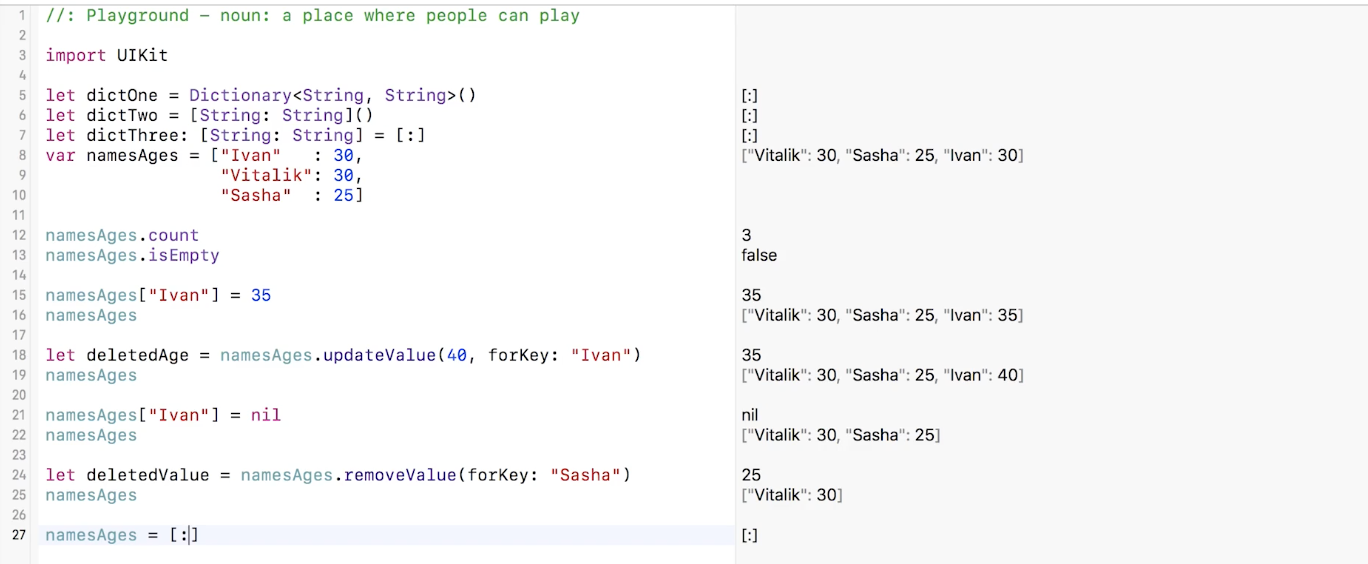 1 //: Playground – noun: a place where people can play
2
3 import UIKit
4
5 let dictOne = Dictionary<String, String>() [:]
6 let dictTwo = [String: String]() [:]
7 let dictThree: [String: String] = [:] [:]
8 var namesAges = ["Ivan"   : 30, ["Vitalik": 30, "Sasha": 25, "Ivan": 30]
9                  "Vitalik": 30,
10                  "Sasha"  : 25]
11
12 namesAges.count 3
13 namesAges.isEmpty false
14
15 namesAges["Ivan"] = 35 35
16 namesAges ["Vitalik": 30, "Sasha": 25, "Ivan": 35]
17
18 let deletedAge = namesAges.updateValue(40, forKey: "Ivan") 35
19 namesAges ["Vitalik": 30, "Sasha": 25, "Ivan": 40]
20
21 namesAges["Ivan"] = nil nil
22 namesAges ["Vitalik": 30, "Sasha": 25]
23
24 let deletedValue = namesAges.removeValue(forKey: "Sasha") 25
25 namesAges ["Vitalik": 30]
26
27 namesAges = [:] [:]